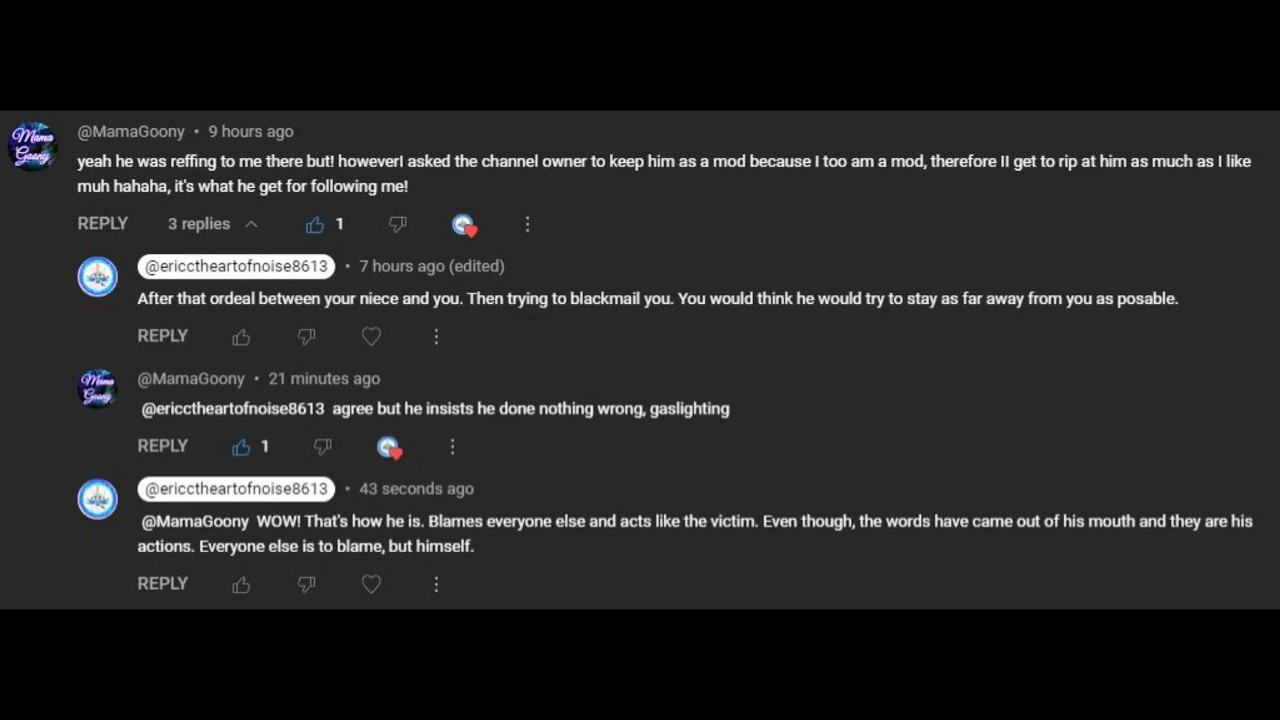 Mama Goony
@MamaGoony • 9 hours ago
yeah he was reffing to me there but! howeverI asked the channel owner to keep him as a mod because I too am a mod, therefore II get to rip at him as much as I like
muh hahaha, it's what he get for following me!
REPLY 3 replies 1
@ericctheartofnoise8613 • 7 hours ago (edited)
After that ordeal between your niece and you. Then trying to blackmail you. You would think he would try to stay as far away from you as posable.
REPLY
Mama Goony
@MamaGoony • 21 minutes ago
@ericctheartofnoise8613 agree but he insists he done nothing wrong, gaslighting
REPLY 1
@ericctheartofnoise8613 • 43 seconds ago
@MamaGoony WOW! That's how he is. Blames everyone else and acts like the victim. Even though, the words have came out of his mouth and they are his
actions. Everyone else is to blame, but himself.
REPLY